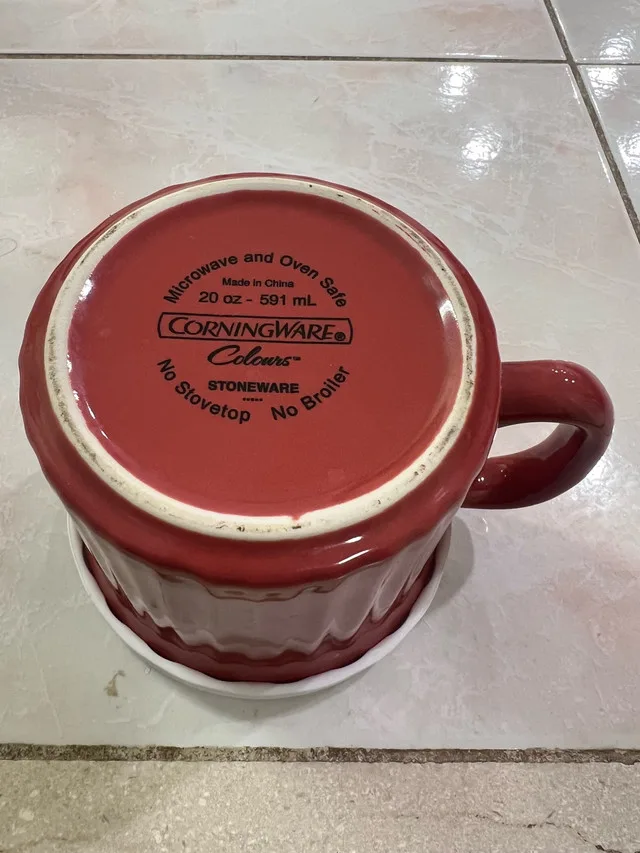 Microwave and Oven Safe
Made in China
20 oz - 591 mL
CORNINGWARE®
Colours™
STONEWARE
No Stovetop No Broiler